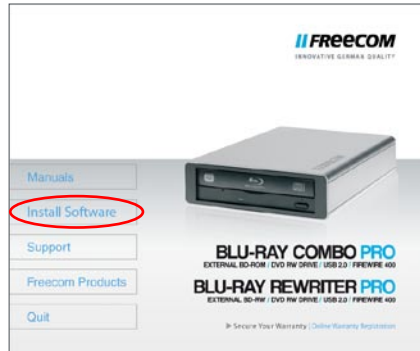 FREECOM
INNOVATIVE GERMAN QUALITY
Manuals
Install Software
Support
Freecom Products
Quit
BLU-RAY COMBO PRO
EXTERNAL BD-ROM / DVD RW DRIVE / USB 2.0 / FIREWIRE 400
BLU-RAY REWRITER PRO
EXTERNAL BD-RW / DVD RW DRIVE / USB 2.0 / FIREWIRE 400
Secure Your Warranty | Online Warranty Registration